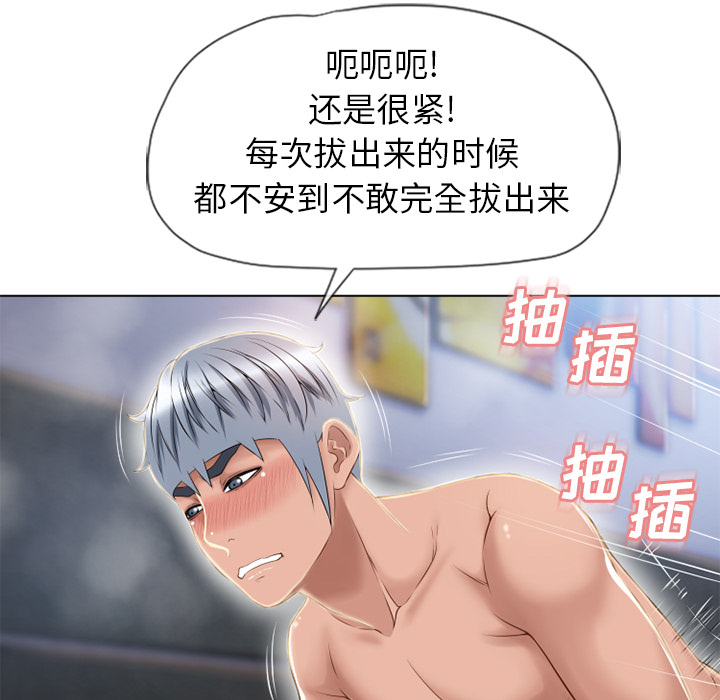 呃呃呃!
还是很紧!
每次拔出来的时候
都不安到不敢完全拔出来
抽
插
抽
插